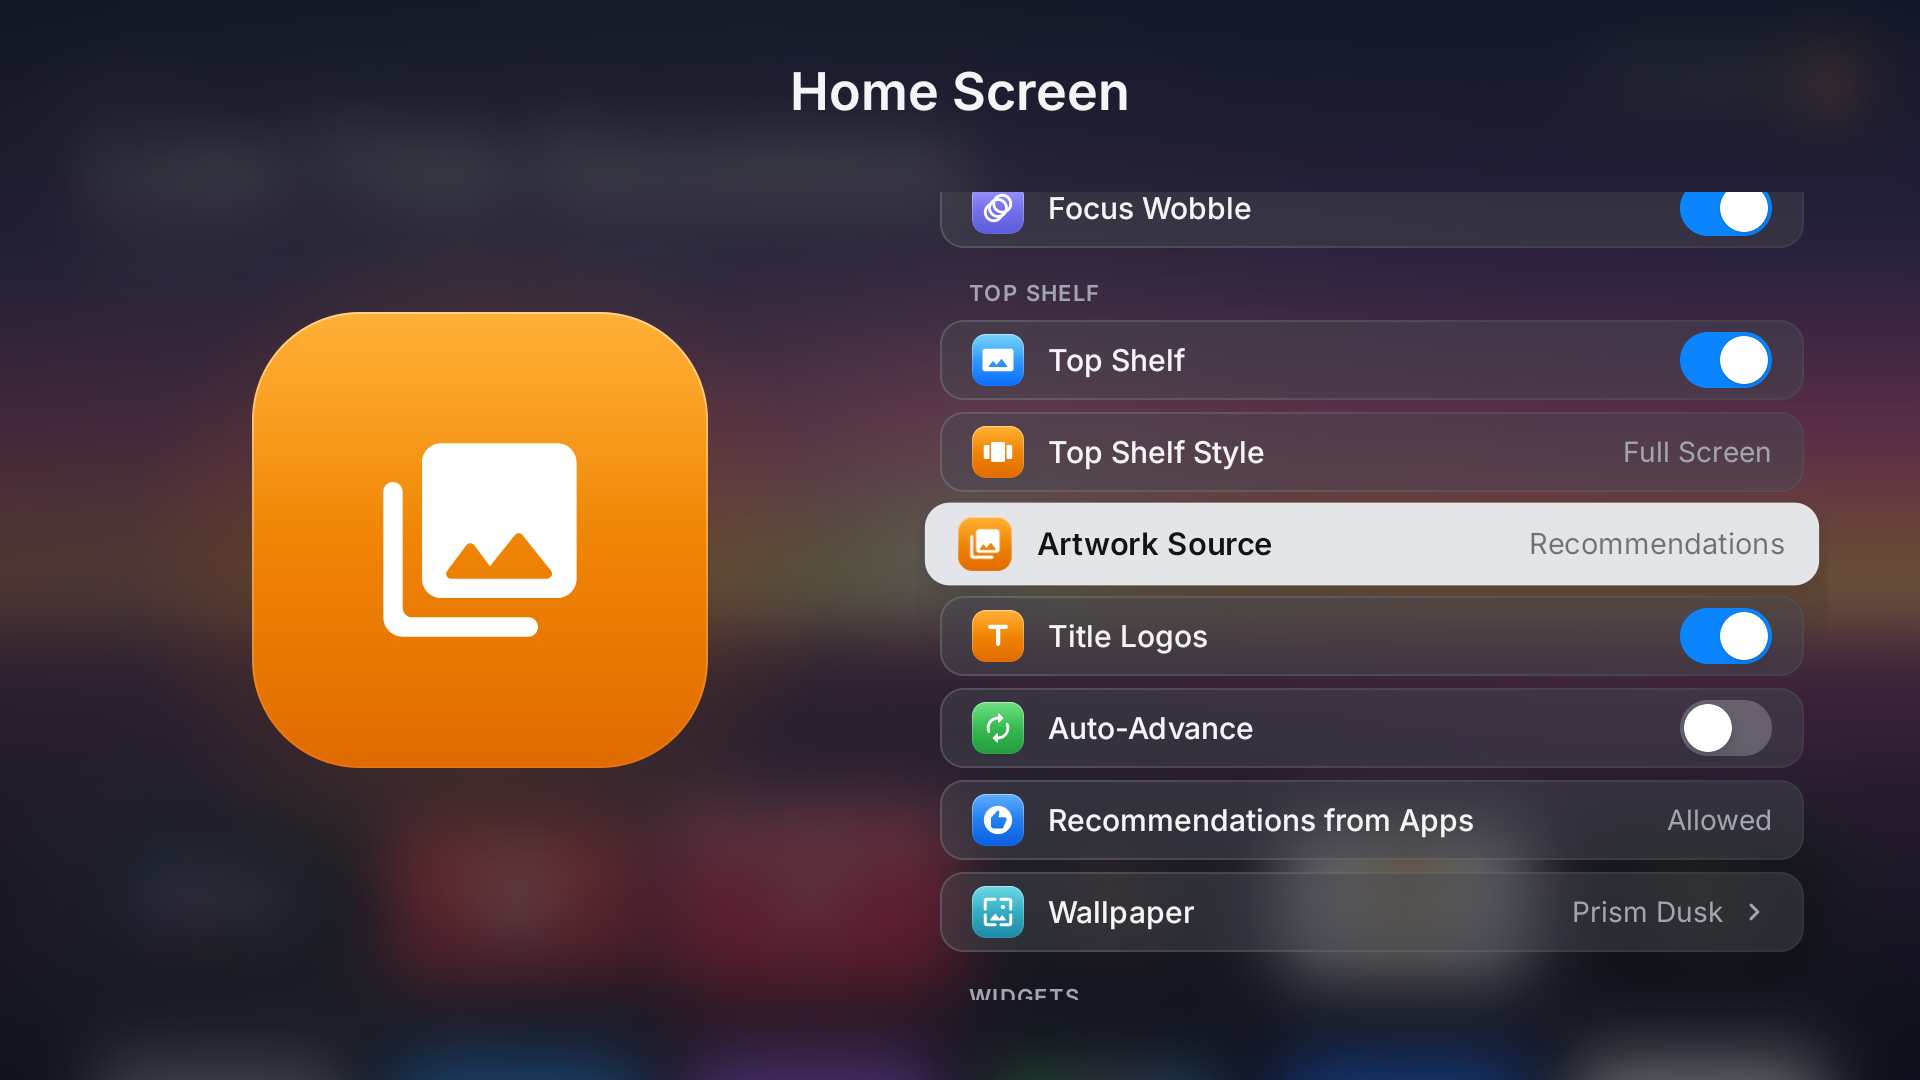 Home Screen
Focus Wobble
TOP SHELF
Top Shelf
Top Shelf Style Full Screen
Artwork Source Recommendations
Title Logos
Auto-Advance
Recommendations from Apps Allowed
Wallpaper Prism Dusk
WIDGETS